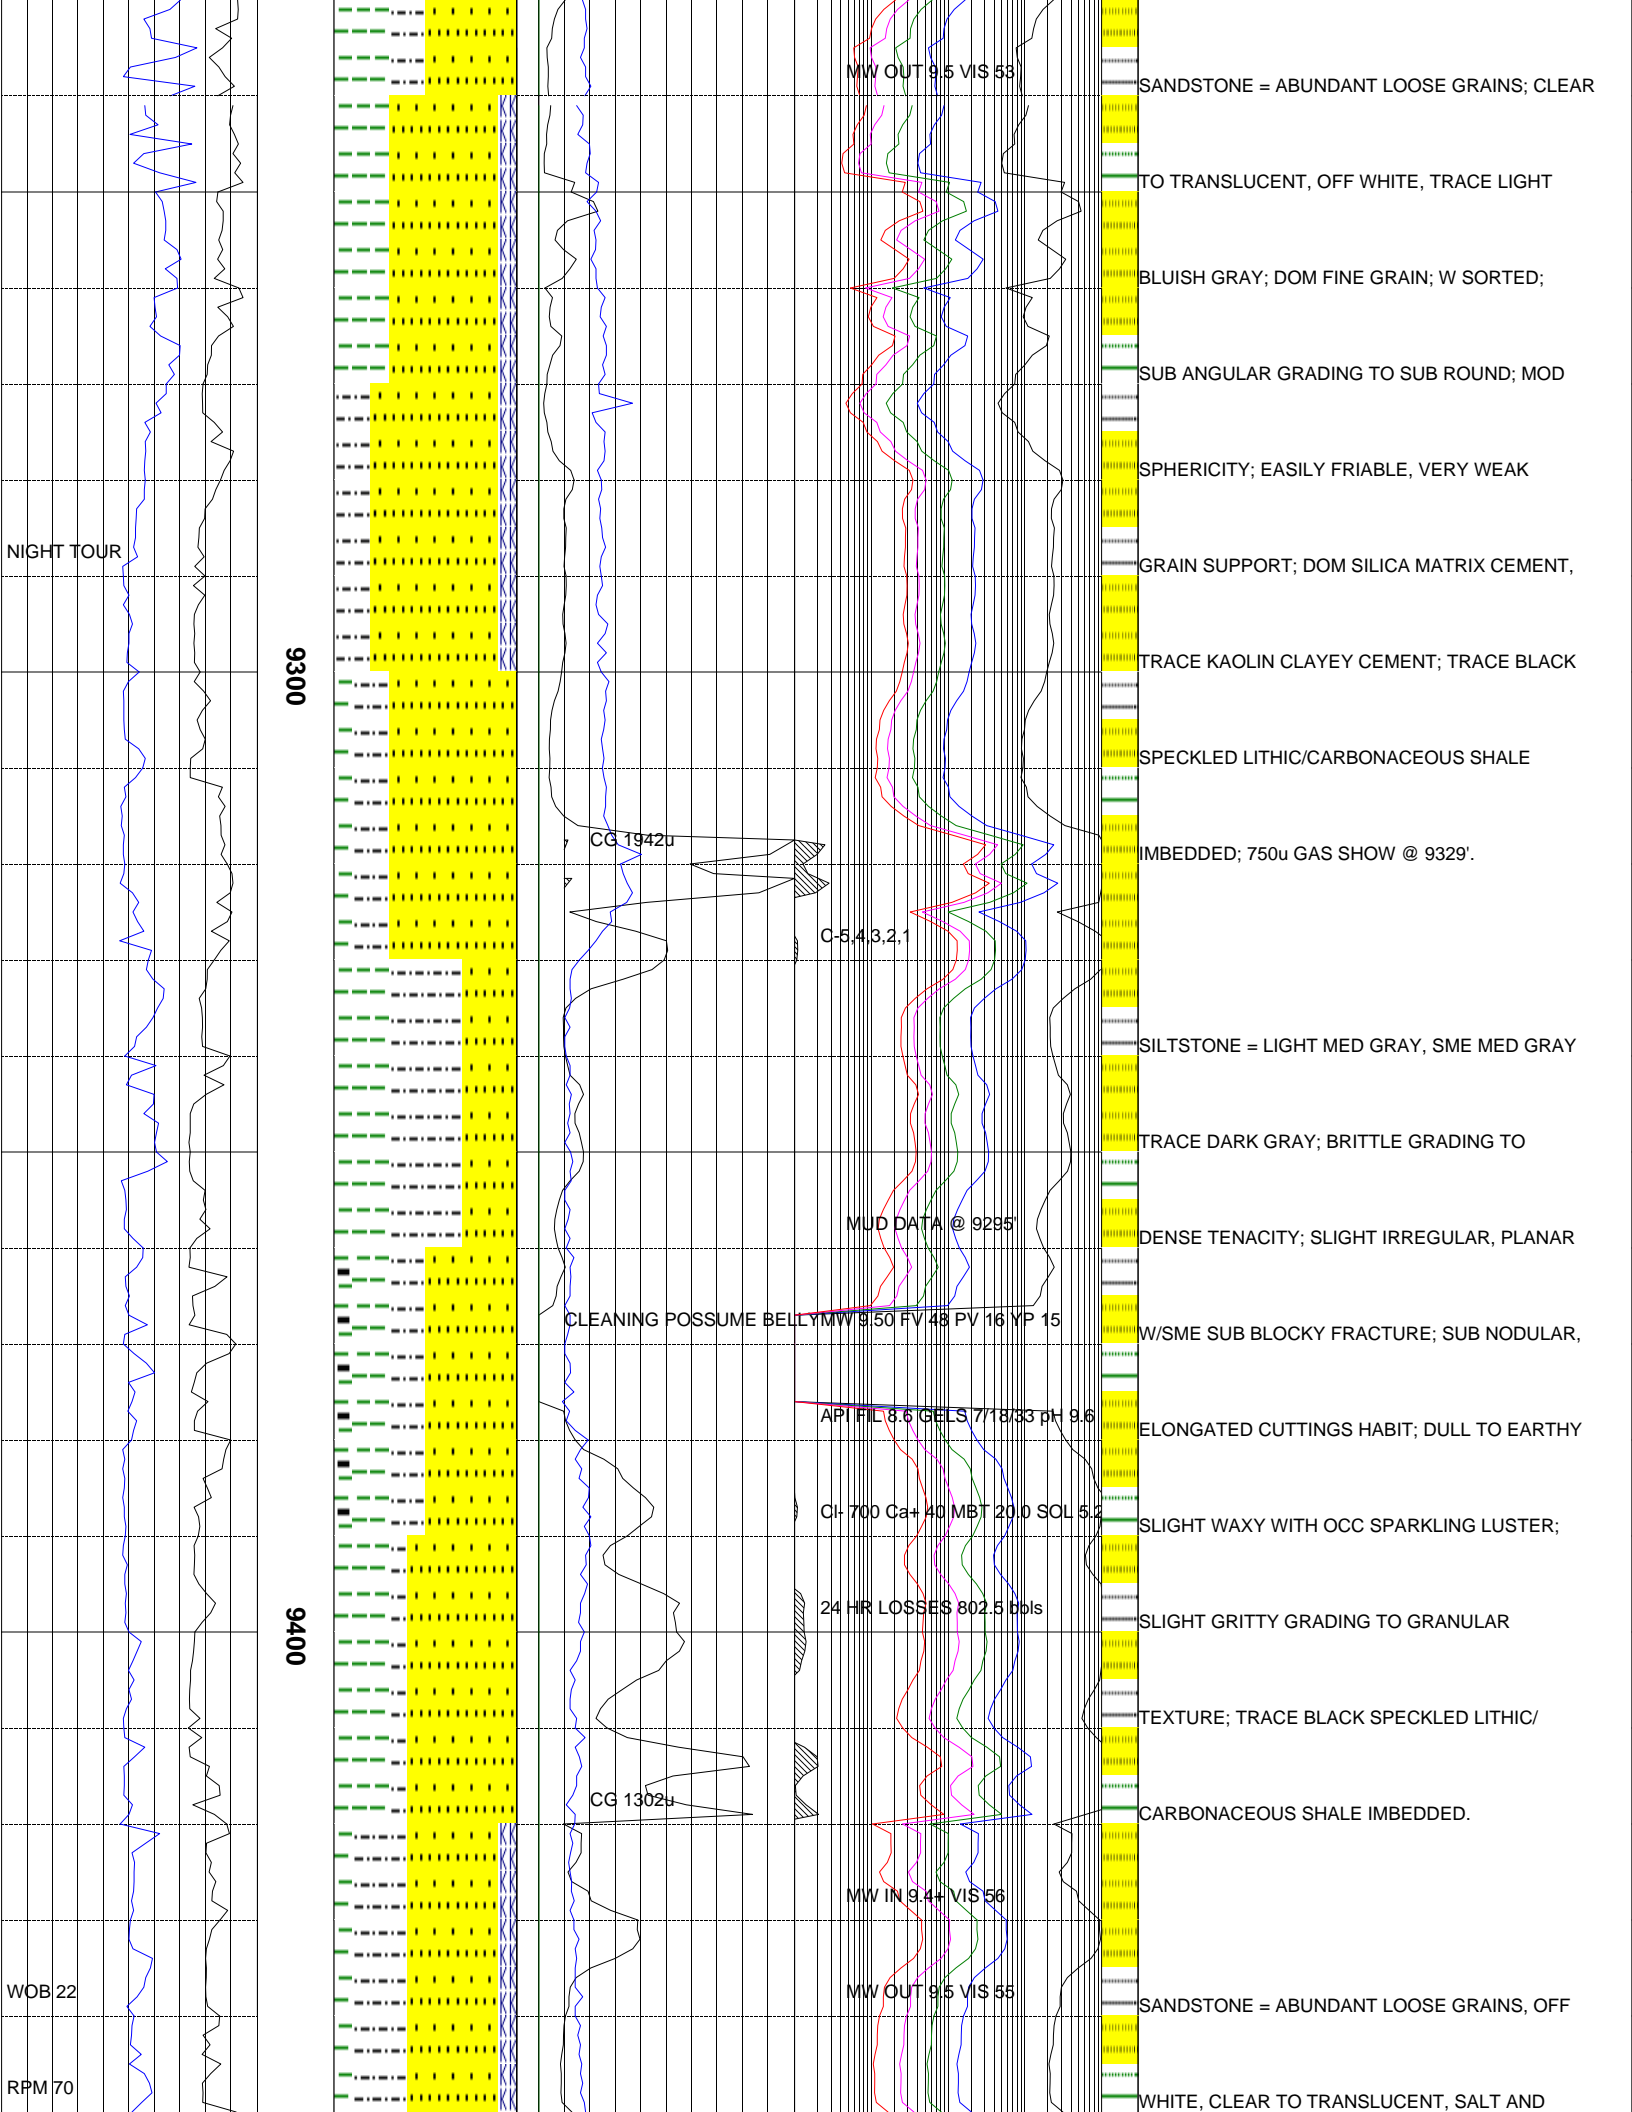 MW OUT 9.5 VIS 53
SANDSTONE = ABUNDANT LOOSE GRAINS; CLEAR
TO TRANSLUCENT, OFF WHITE, TRACE LIGHT
BLUISH GRAY; DOM FINE GRAIN; W SORTED;
SUB ANGULAR GRADING TO SUB ROUND; MOD
SPHERICITY; EASILY FRIABLE, VERY WEAK
NIGHT TOUR
GRAIN SUPPORT; DOM SILICA MATRIX CEMENT,
9300
TRACE KAOLIN CLAYEY CEMENT; TRACE BLACK
SPECKLED LITHIC/CARBONACEOUS SHALE
CG 1942u
IMBEDDED; 750u GAS SHOW @ 9329'.
C-5,4,3,2,1
SILTSTONE = LIGHT MED GRAY, SME MED GRAY
TRACE DARK GRAY; BRITTLE GRADING TO
MUD DATA @ 9295'
DENSE TENACITY; SLIGHT IRREGULAR, PLANAR
CLEANING POSSUME BELLY
MW 9.50 FV 48 PV 16 YP 15
W/SME SUB BLOCKY FRACTURE; SUB NODULAR,
API FIL 8.6 GELS 7/18/33 pH 9.6
ELONGATED CUTTINGS HABIT; DULL TO EARTHY
Cl- 700 Ca+ 40 MBT 20.0 SOL 5.2
SLIGHT WAXY WITH OCC SPARKLING LUSTER;
9400
24 HR LOSSES 802.5 bbls
SLIGHT GRITTY GRADING TO GRANULAR
TEXTURE; TRACE BLACK SPECKLED LITHIC/
CG 1302u
CARBONACEOUS SHALE IMBEDDED.
MW IN 9.4+ VIS 56
WOB 22
MW OUT 9.5 VIS 55
SANDSTONE = ABUNDANT LOOSE GRAINS, OFF
RPM 70
WHITE, CLEAR TO TRANSLUCENT, SALT AND